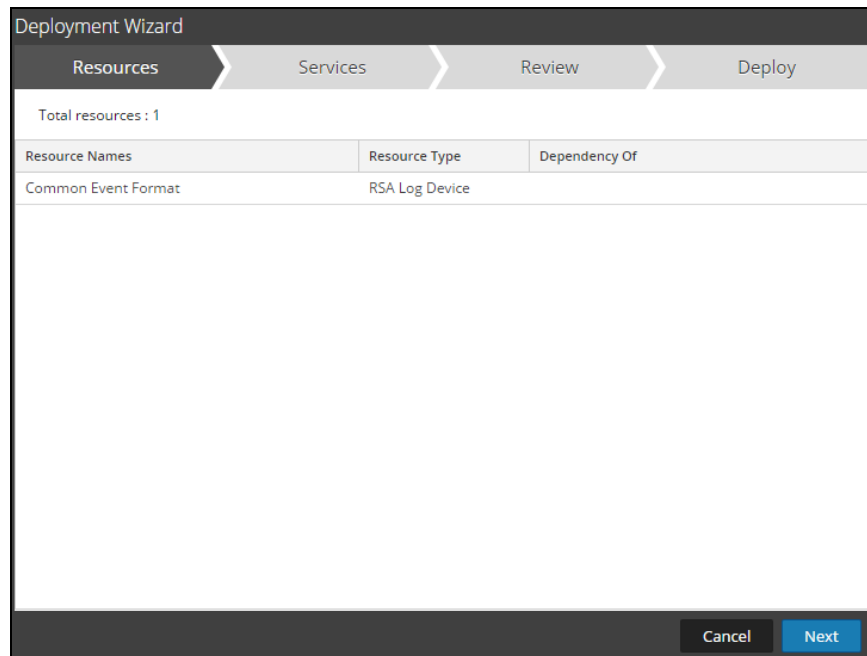 Deployment Wizard
Resources Services Review Deploy
Total resources : 1
Resource Names Resource Type Dependency Of
Common Event Format RSA Log Device
Cancel Next